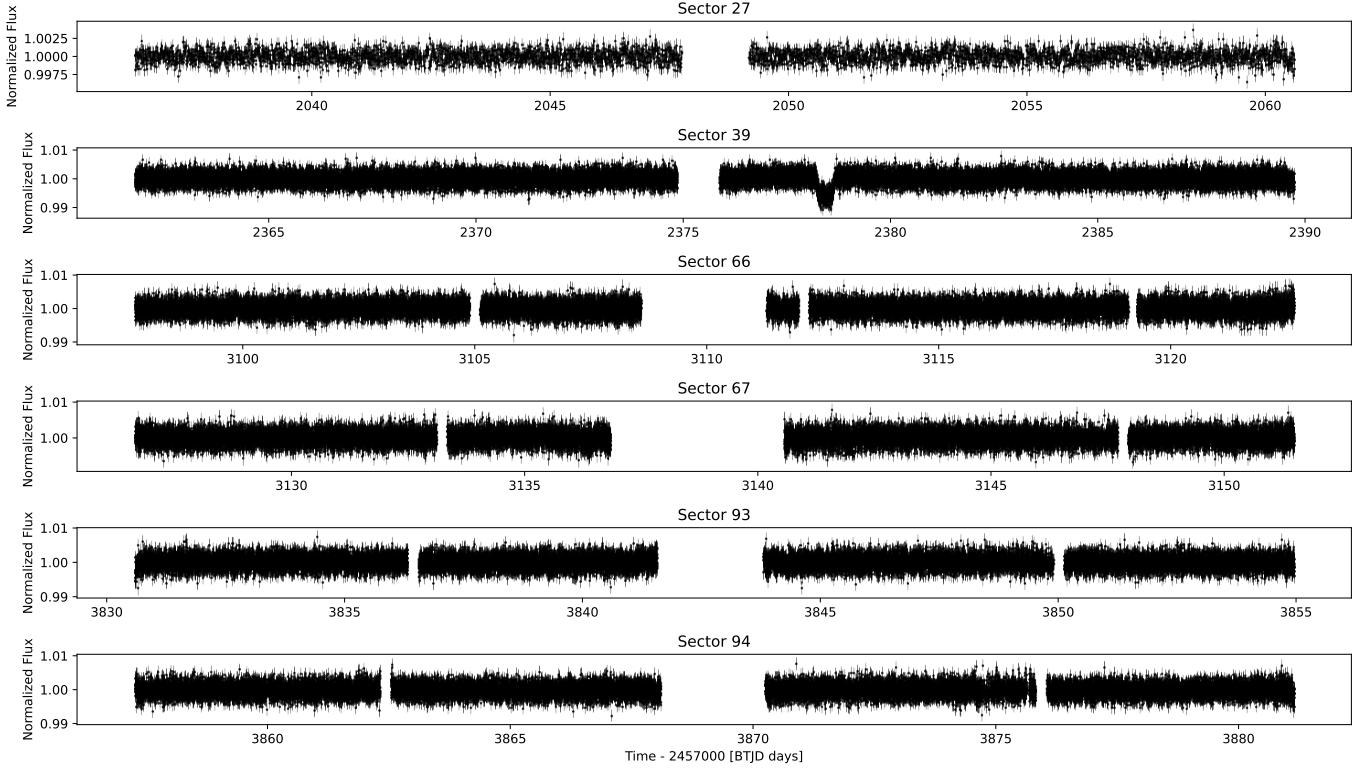 Sector 27
Normalized Flux
1.0025
1.0000
0.9975
2040 2045 2050 2055 2060
Sector 39
Normalized Flux
1.01
1.00
0.99
2365 2370 2375 2380 2385 2390
Sector 66
Normalized Flux
1.01
1.00
0.99
3100 3105 3110 3115 3120
Sector 67
Normalized Flux
1.01
1.00
3130 3135 3140 3145 3150
Sector 93
Normalized Flux
1.01
1.00
0.99
3830 3835 3840 3845 3850 3855
Sector 94
Normalized Flux
1.01
1.00
0.99
3860 3865 3870 3875 3880
Time - 2457000 [BTJD days]